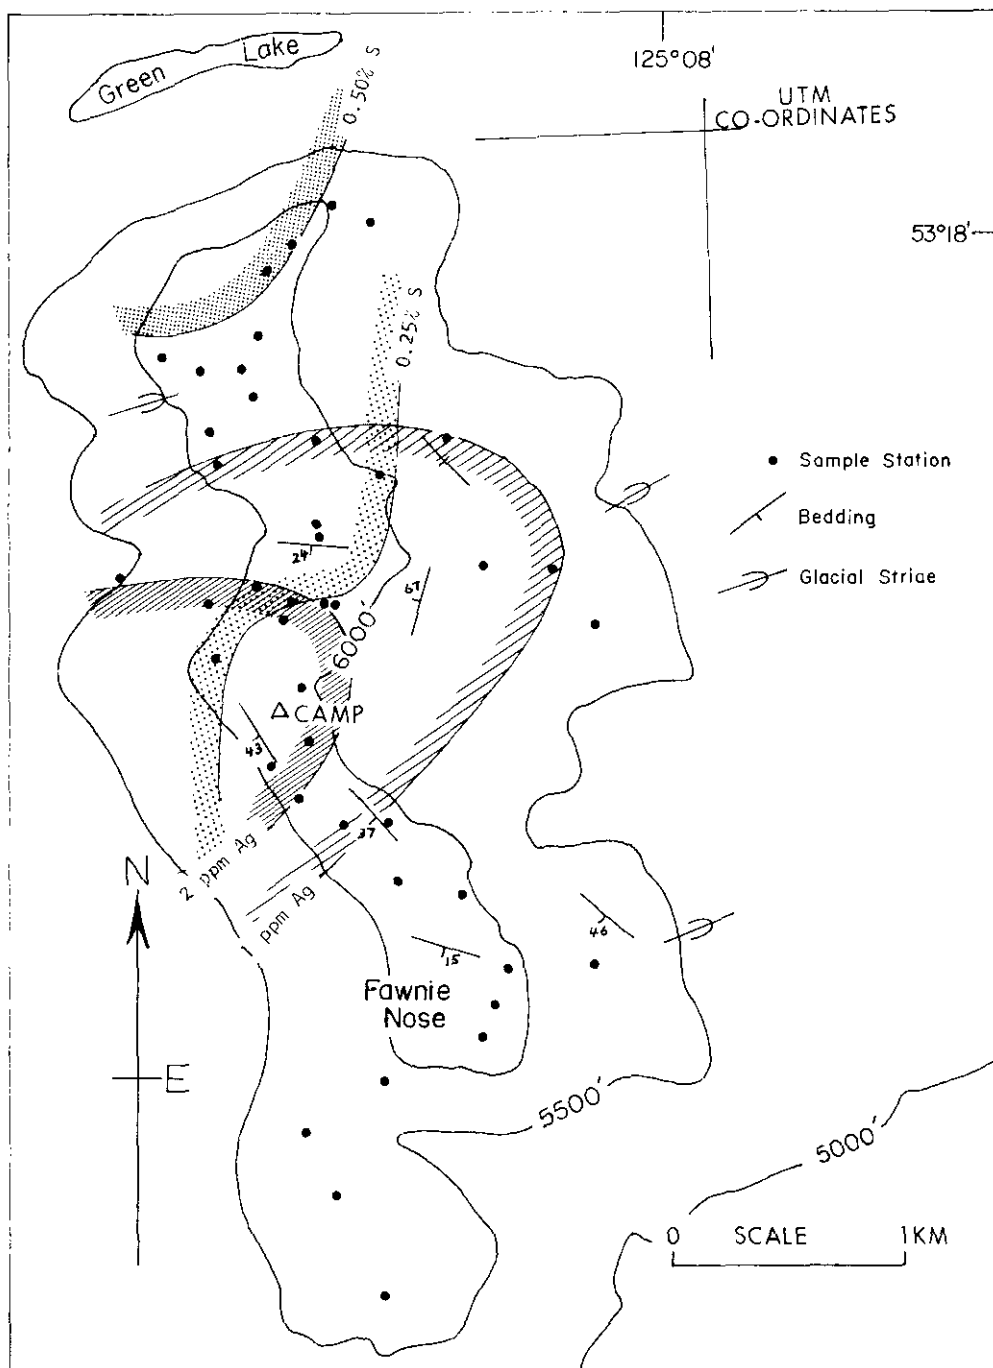 Green Lake
0.50% S
125°08'
UTM
CO-ORDINATES
53°18'
0.25% S
Sample Station
Bedding
Glacial Striae
24
67
6000'
CAMP
43
37
2 ppm Ag
ppm Ag
N
46
15
Fawnie
Nose
E
5500'
5000'
0 SCALE 1KM